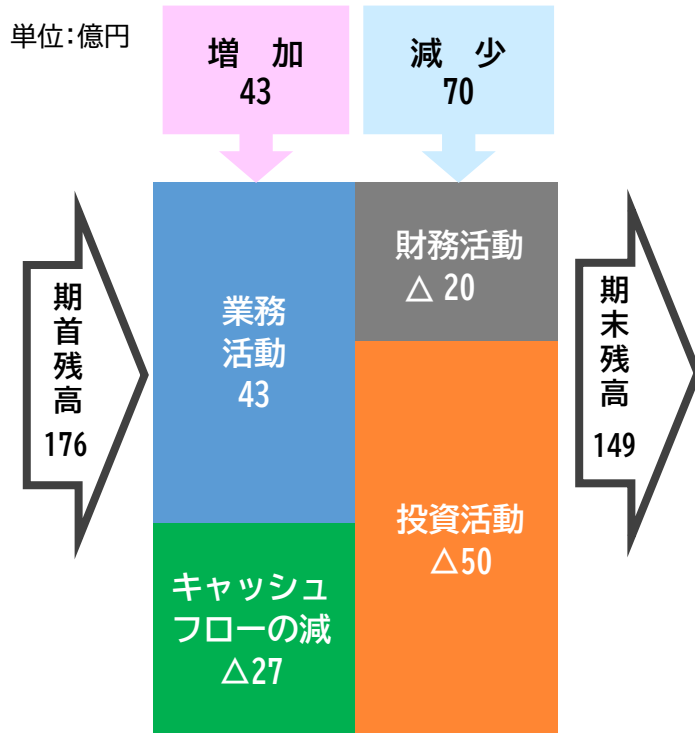 単位:億円
増　加
43
減　少
70
期首残高
176
業務
活動
43
キャッシュ
フローの減
△27
財務活動
△ 20
投資活動
△50
期末残高
149